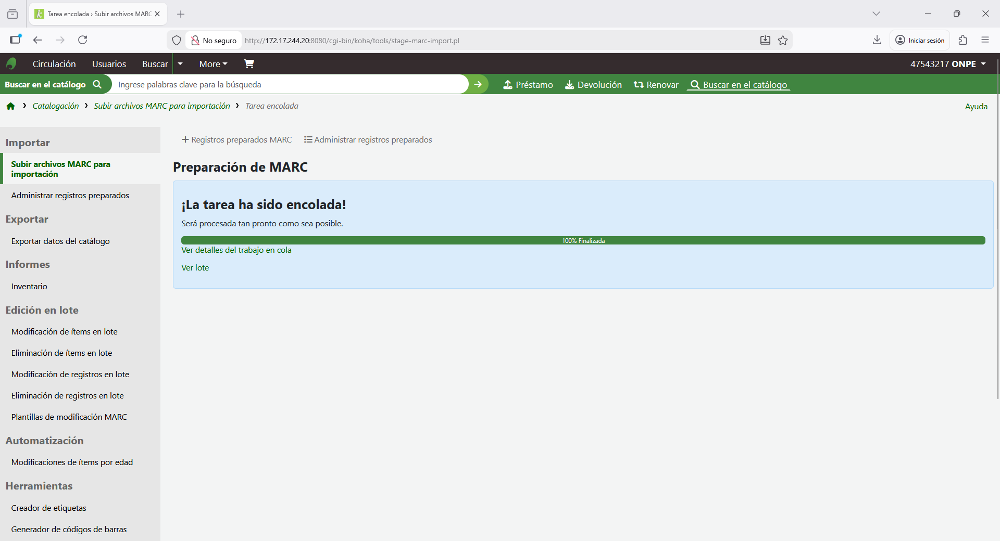 Tarea encolada › Subir archivos MARC
No seguro
http://172.17.244.20:8080/cgi-bin/koha/tools/stage-marc-import.pl
Iniciar sesión
Circulación
Usuarios
Buscar
More
47543217 ONPE
Buscar en el catálogo
Ingrese palabras clave para la búsqueda
Préstamo
Devolución
Renovar
Buscar en el catálogo
Catalogación
Subir archivos MARC para importación
Tarea encolada
Ayuda
Importar
Subir archivos MARC para
importación
Administrar registros preparados
Exportar
Exportar datos del catálogo
Informes
Inventario
Edición en lote
Modificación de ítems en lote
Eliminación de ítems en lote
Modificación de registros en lote
Eliminación de registros en lote
Plantillas de modificación MARC
Automatización
Modificaciones de ítems por edad
Herramientas
Creador de etiquetas
Generador de códigos de barras
Registros preparados MARC
Administrar registros preparados
Preparación de MARC
¡La tarea ha sido encolada!
Será procesada tan pronto como sea posible.
100% Finalizada
Ver detalles del trabajo en cola
Ver lote